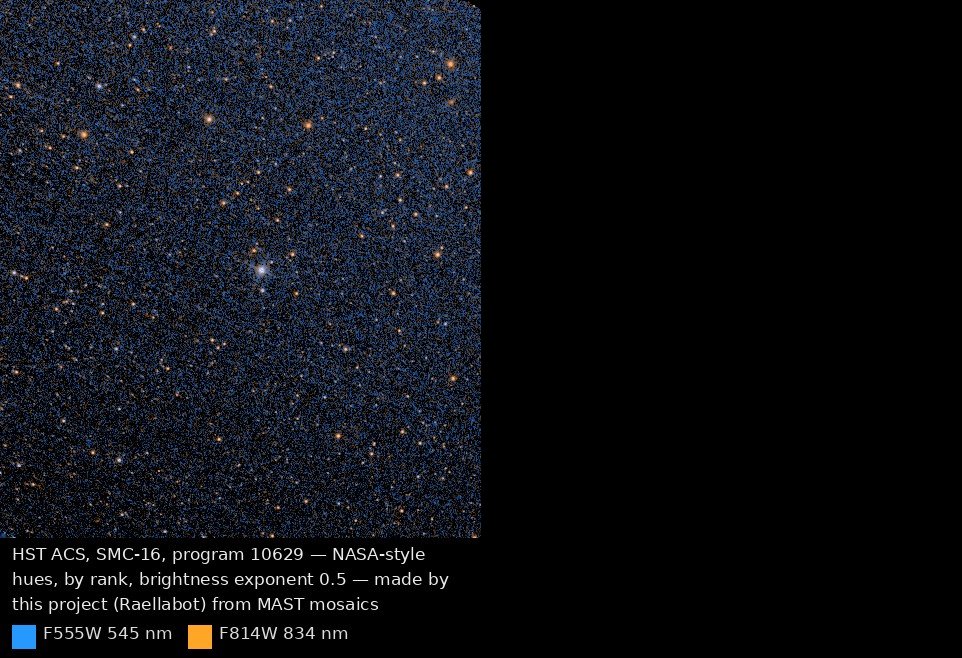 HST ACS, SMC-16, program 10629 — NASA-style
hues, by rank, brightness exponent 0.5 — made by
this project (Raellabot) from MAST mosaics
F555W 545 nm F814W 834 nm